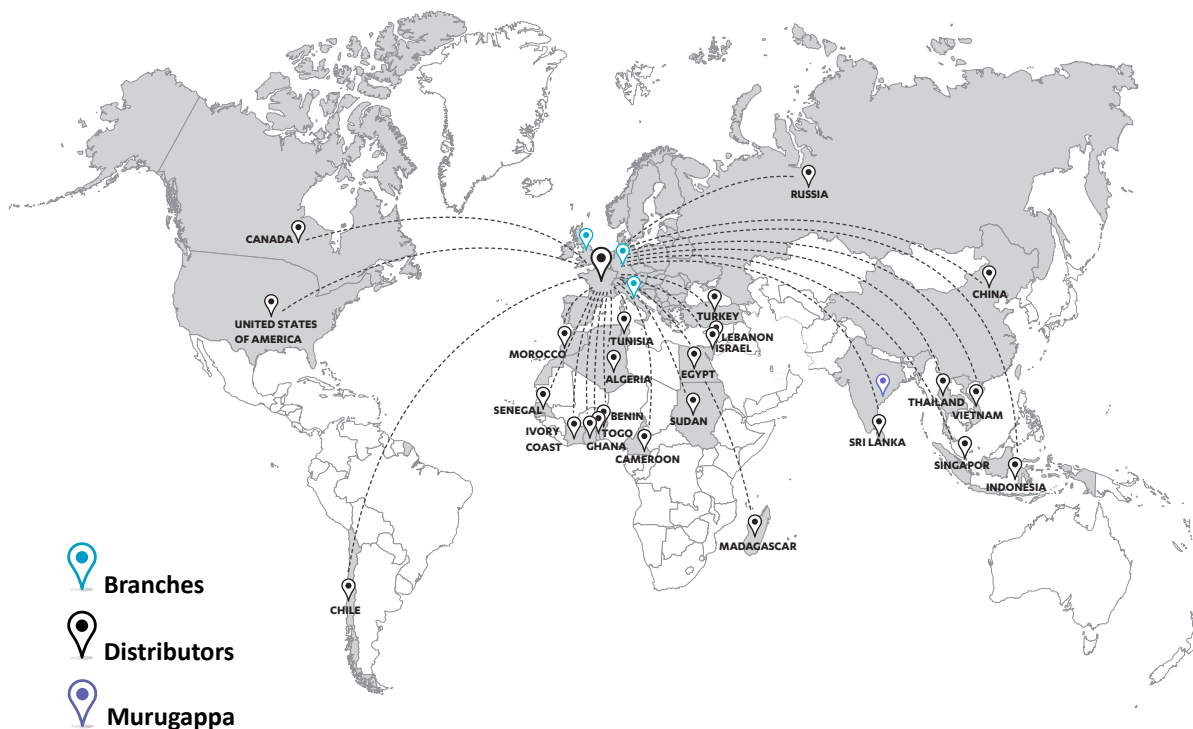 RUSSIA
CANADA
CHINA
UNITED STATES
OF AMERICA
TURKEY
LEBANON
ISRAEL
TUNISIA
MOROCCO
EGYPT
ALGERIA
THAILAND
VIETNAM
SENEGAL
BENIN
SUDAN
IVORY
COAST
TOGO
GHANA
CAMEROON
SRI LANKA
SINGAPOR
INDONESIA
MADAGASCAR
CHILE
Branches
Distributors
Murugappa